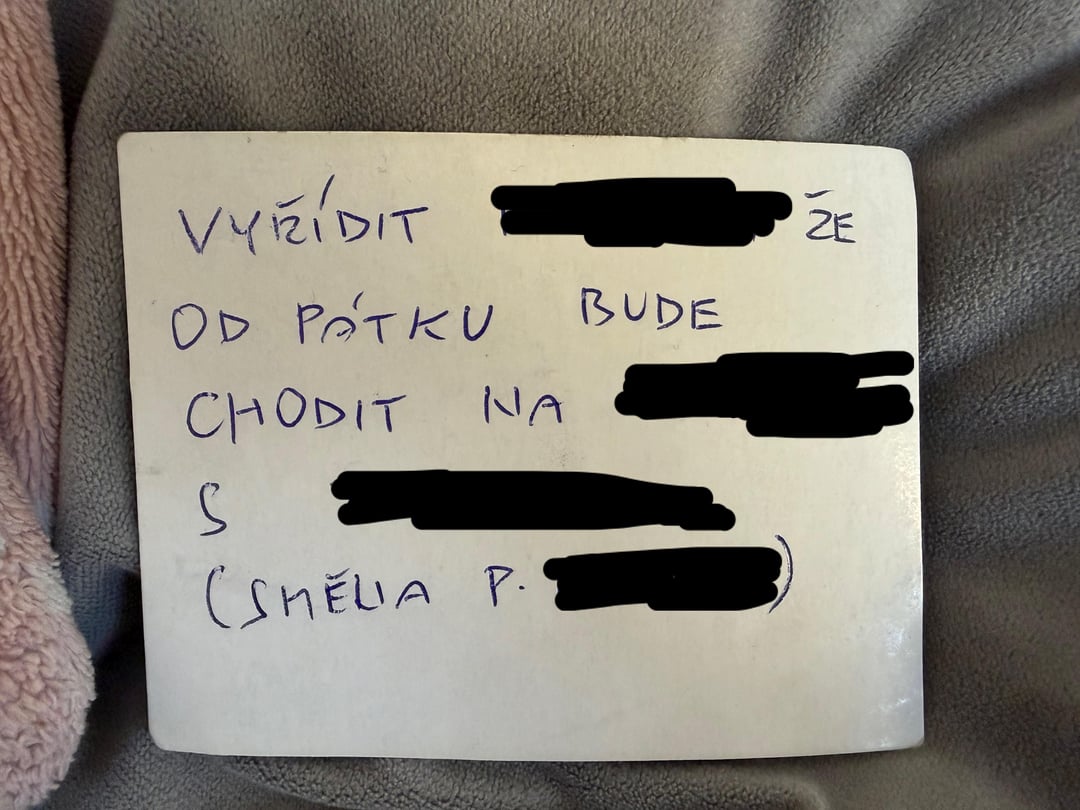 VYŘÍDIT ŽE
OD PÁTKU BUDE
CHODIT NA
S
(SMĚLIA P. )